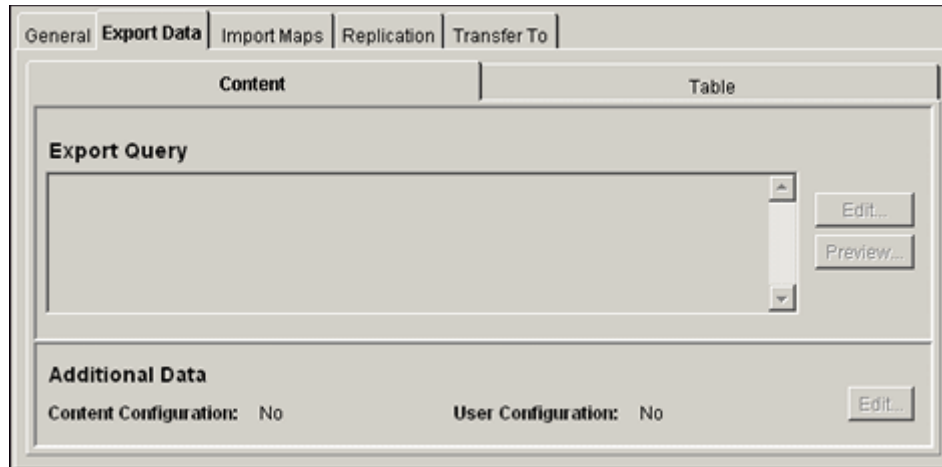 General Export Data Import Maps Replication Transfer To
Content Table
Export Query
Edit...
Preview...
Additional Data
Content Configuration: No User Configuration: No Edit...